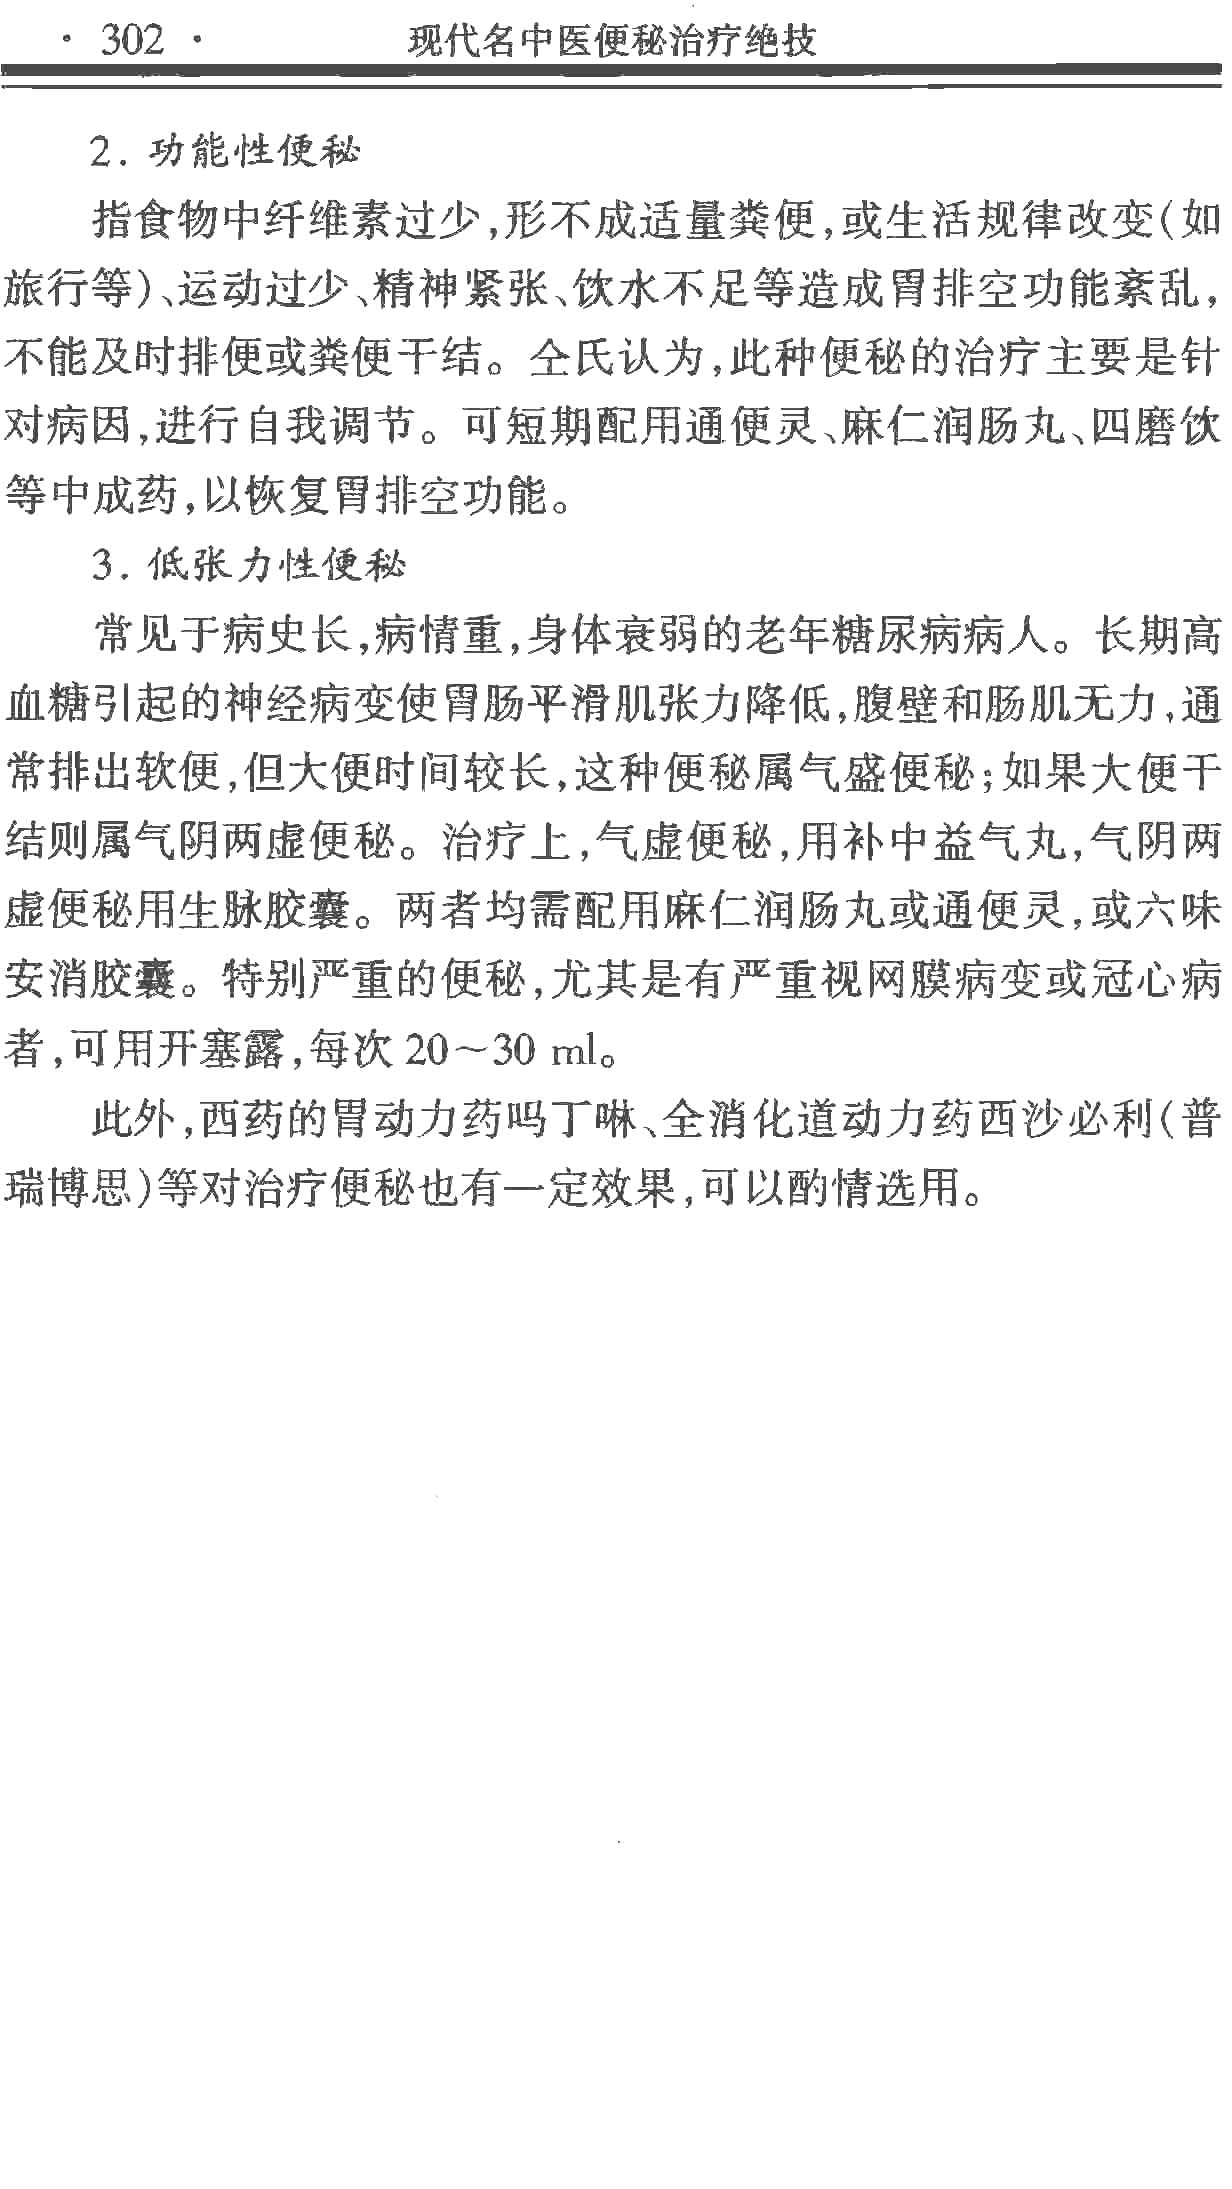 · 302 · 现代名中医便秘治疗绝技
2. 功能性便秘
指食物中纤维素过少,形不成适量粪便,或生活规律改变(如
旅行等)、运动过少、精神紧张、饮水不足等造成胃排空功能紊乱,
不能及时排便或粪便干结。仝氏认为,此种便秘的治疗主要是针
对病因,进行自我调节。可短期配用通便灵、麻仁润肠丸、四磨饮
等中成药,以恢复胃排空功能。
3. 低张力性便秘
常见于病史长,病情重,身体衰弱的老年糖尿病病人。长期高
血糖引起的神经病变使胃肠平滑肌张力降低,腹壁和肠肌无力,通
常排出软便,但大便时间较长,这种便秘属气盛便秘;如果大便干
结则属气阴两虚便秘。治疗上,气虚便秘,用补中益气丸,气阴两
虚便秘用生脉胶囊。两者均需配用麻仁润肠丸或通便灵,或六味
安消胶囊。特别严重的便秘,尤其是有严重视网膜病变或冠心病
者,可用开塞露,每次 20～30 ml。
此外,西药的胃动力药吗丁啉、全消化道动力药西沙必利(普
瑞博思)等对治疗便秘也有一定效果,可以酌情选用。